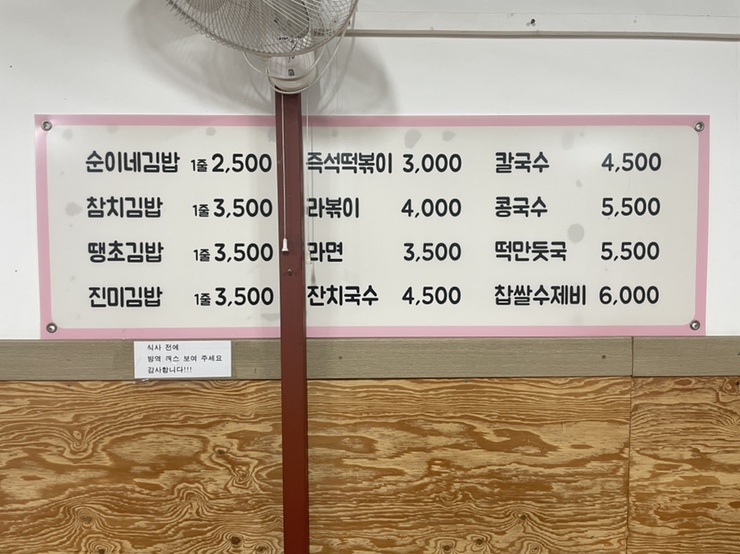 순이네김밥 1줄 2,500
참치김밥 1줄 3,500
땡초김밥 1줄 3,500
진미김밥 1줄 3,500
즉석떡볶이 3,000
라볶이 4,000
라면 3,500
잔치국수 4,500
칼국수 4,500
콩국수 5,500
떡만둣국 5,500
찹쌀수제비 6,000
식사 전에
방역 패스 보여 주세요
감사합니다!!!